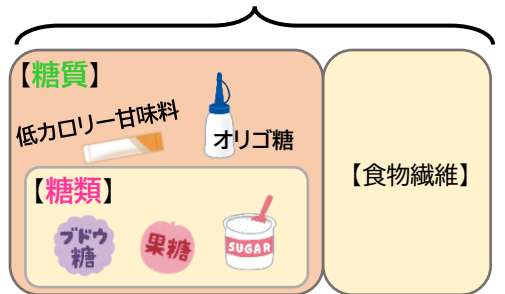 【糖質】
低カロリー甘味料
オリゴ糖
【糖類】
ブドウ
糖
果糖
SUGAR
【食物繊維】